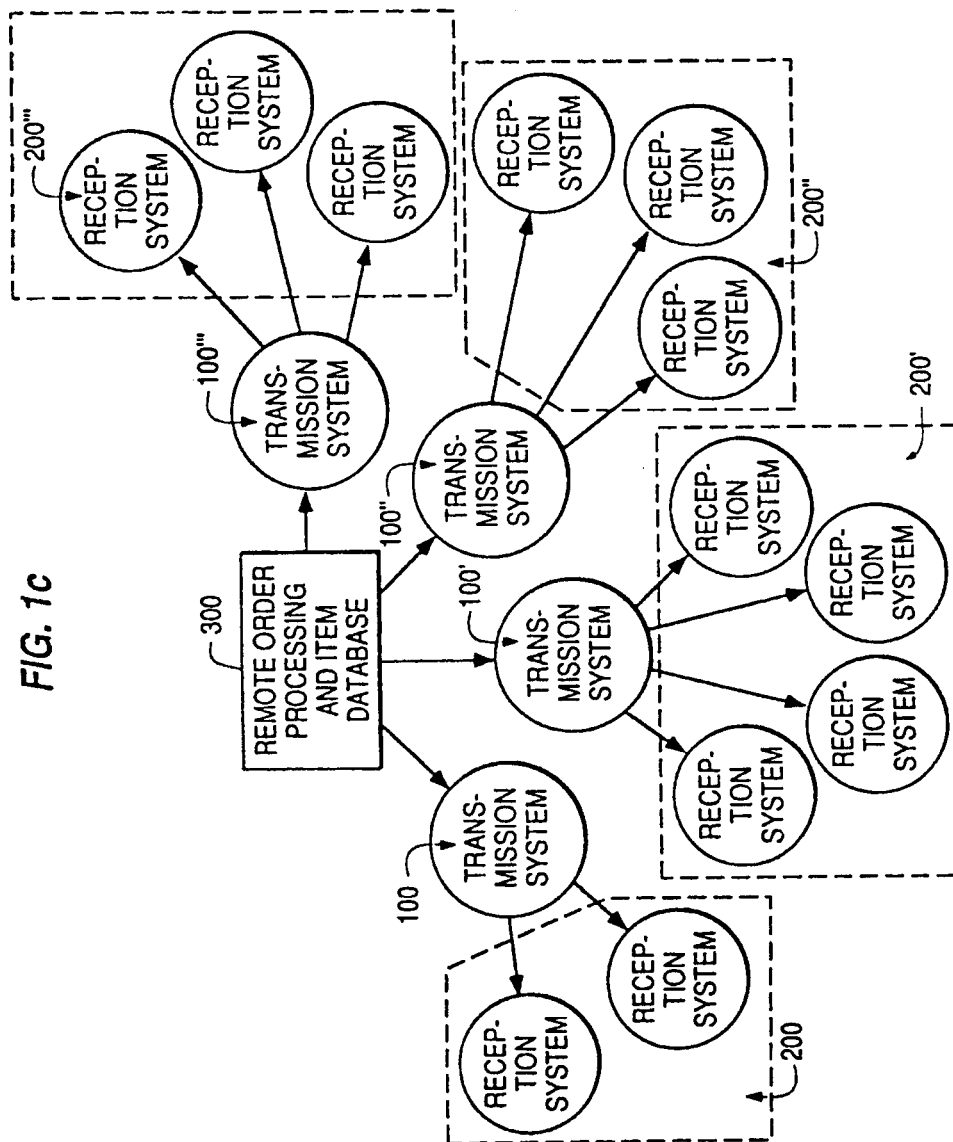 FIG. 1c
300
REMOTE ORDER
PROCESSING
AND ITEM
DATABASE
100
TRANS-
MISSION
SYSTEM
100'
TRANS-
MISSION
SYSTEM
100"
TRANS-
MISSION
SYSTEM
100'"
TRANS-
MISSION
SYSTEM
RECEP-
TION
SYSTEM
RECEP-
TION
SYSTEM
200
RECEP-
TION
SYSTEM
RECEP-
TION
SYSTEM
RECEP-
TION
SYSTEM
RECEP-
TION
SYSTEM
200'
RECEP-
TION
SYSTEM
RECEP-
TION
SYSTEM
RECEP-
TION
SYSTEM
200"
200'"
RECEP-
TION
SYSTEM
RECEP-
TION
SYSTEM
RECEP-
TION
SYSTEM